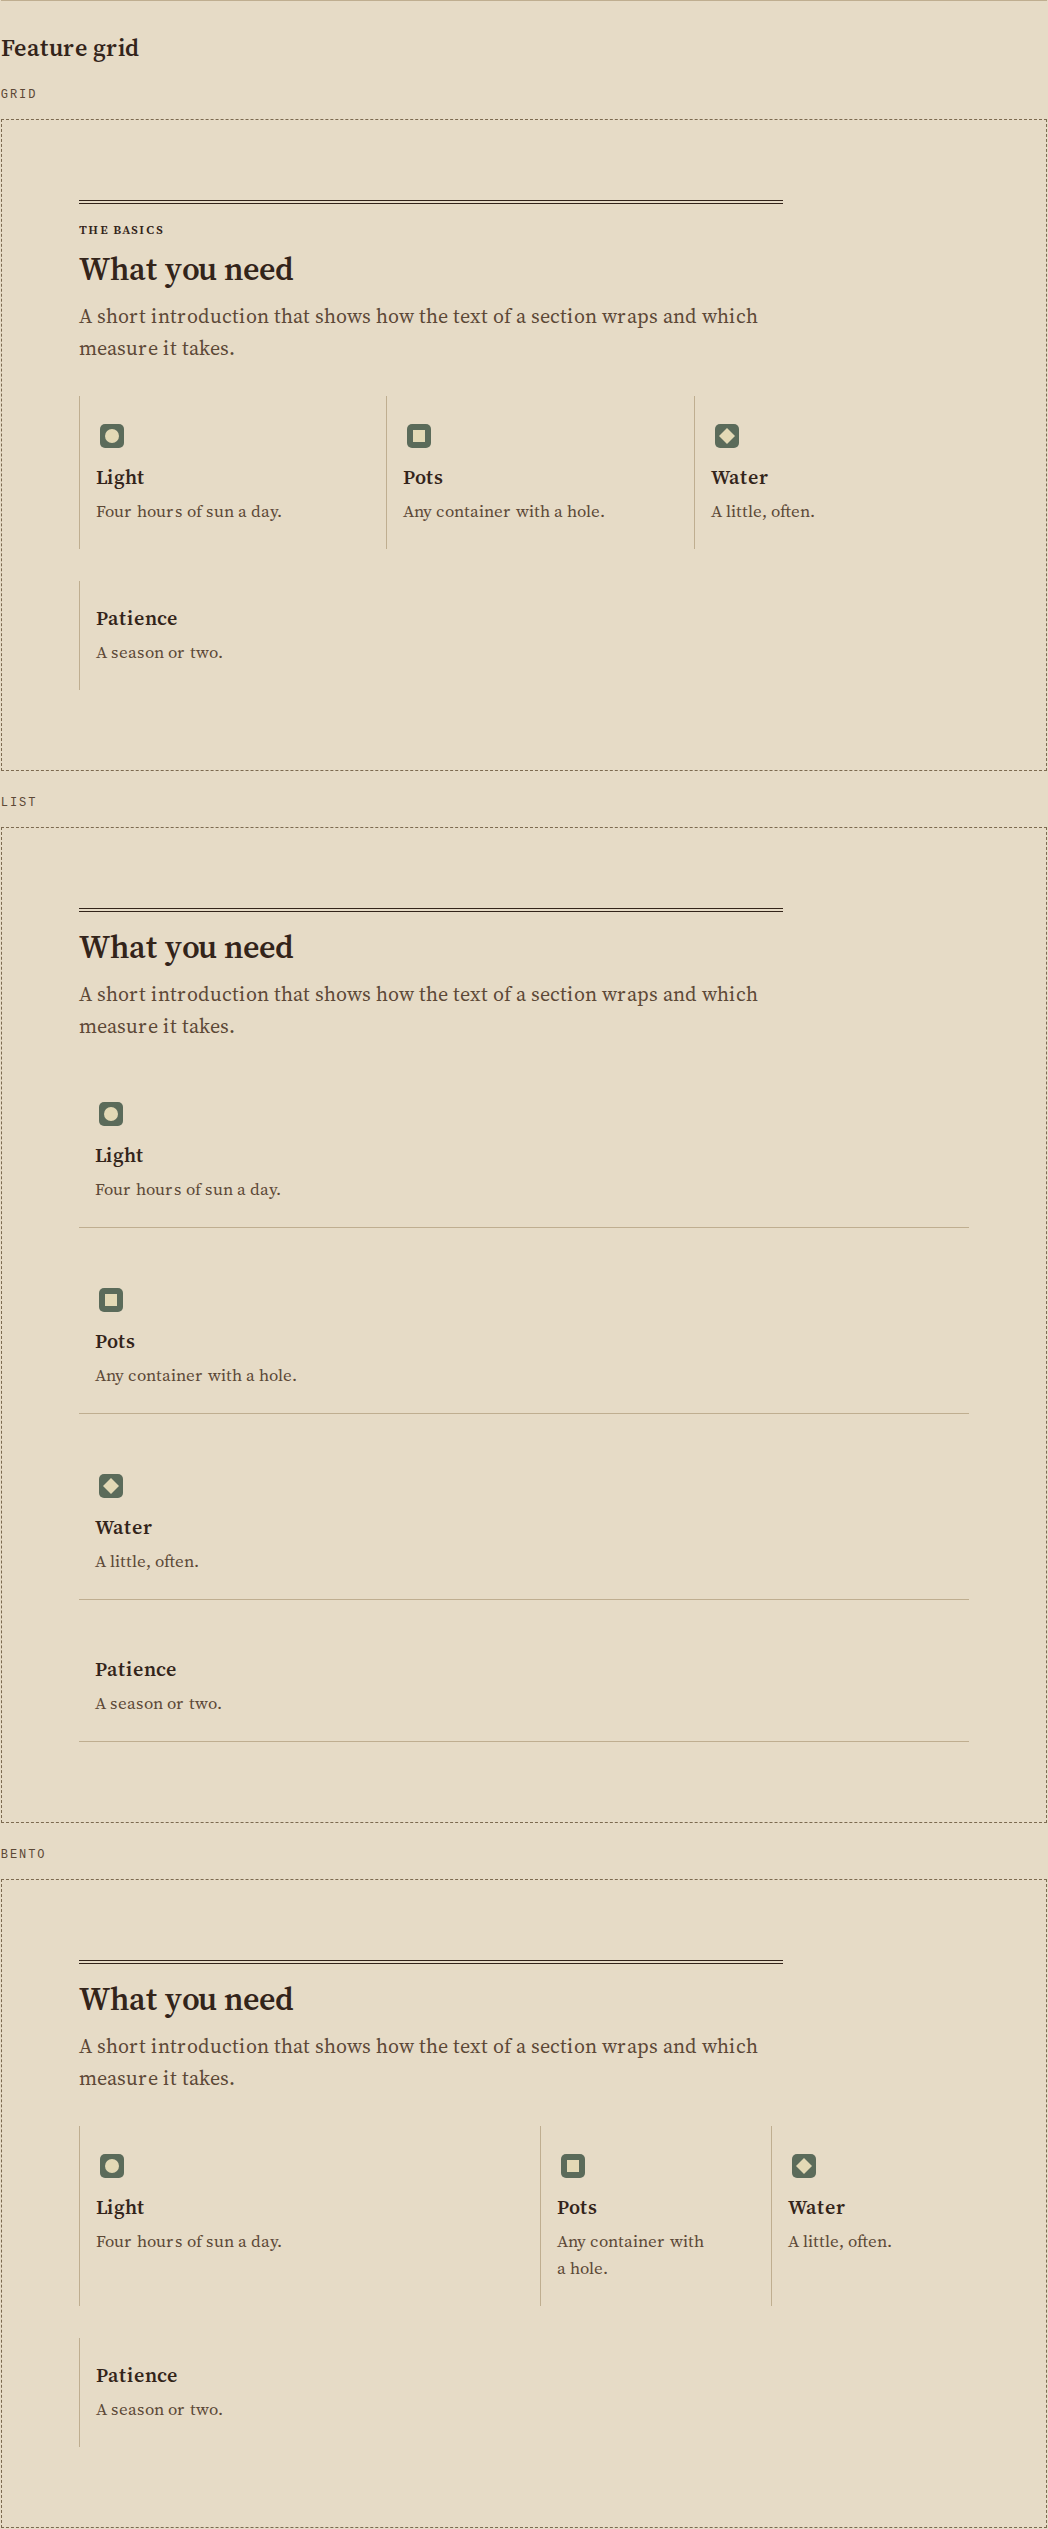 Feature grid
GRID
THE BASICS
What you need
A short introduction that shows how the text of a section wraps and which
measure it takes.
Light
Four hours of sun a day.
Pots
Any container with a hole.
Water
A little, often.
Patience
A season or two.
LIST
What you need
A short introduction that shows how the text of a section wraps and which
measure it takes.
Light
Four hours of sun a day.
Pots
Any container with a hole.
Water
A little, often.
Patience
A season or two.
BENTO
What you need
A short introduction that shows how the text of a section wraps and which
measure it takes.
Light
Four hours of sun a day.
Pots
Any container with
a hole.
Water
A little, often.
Patience
A season or two.